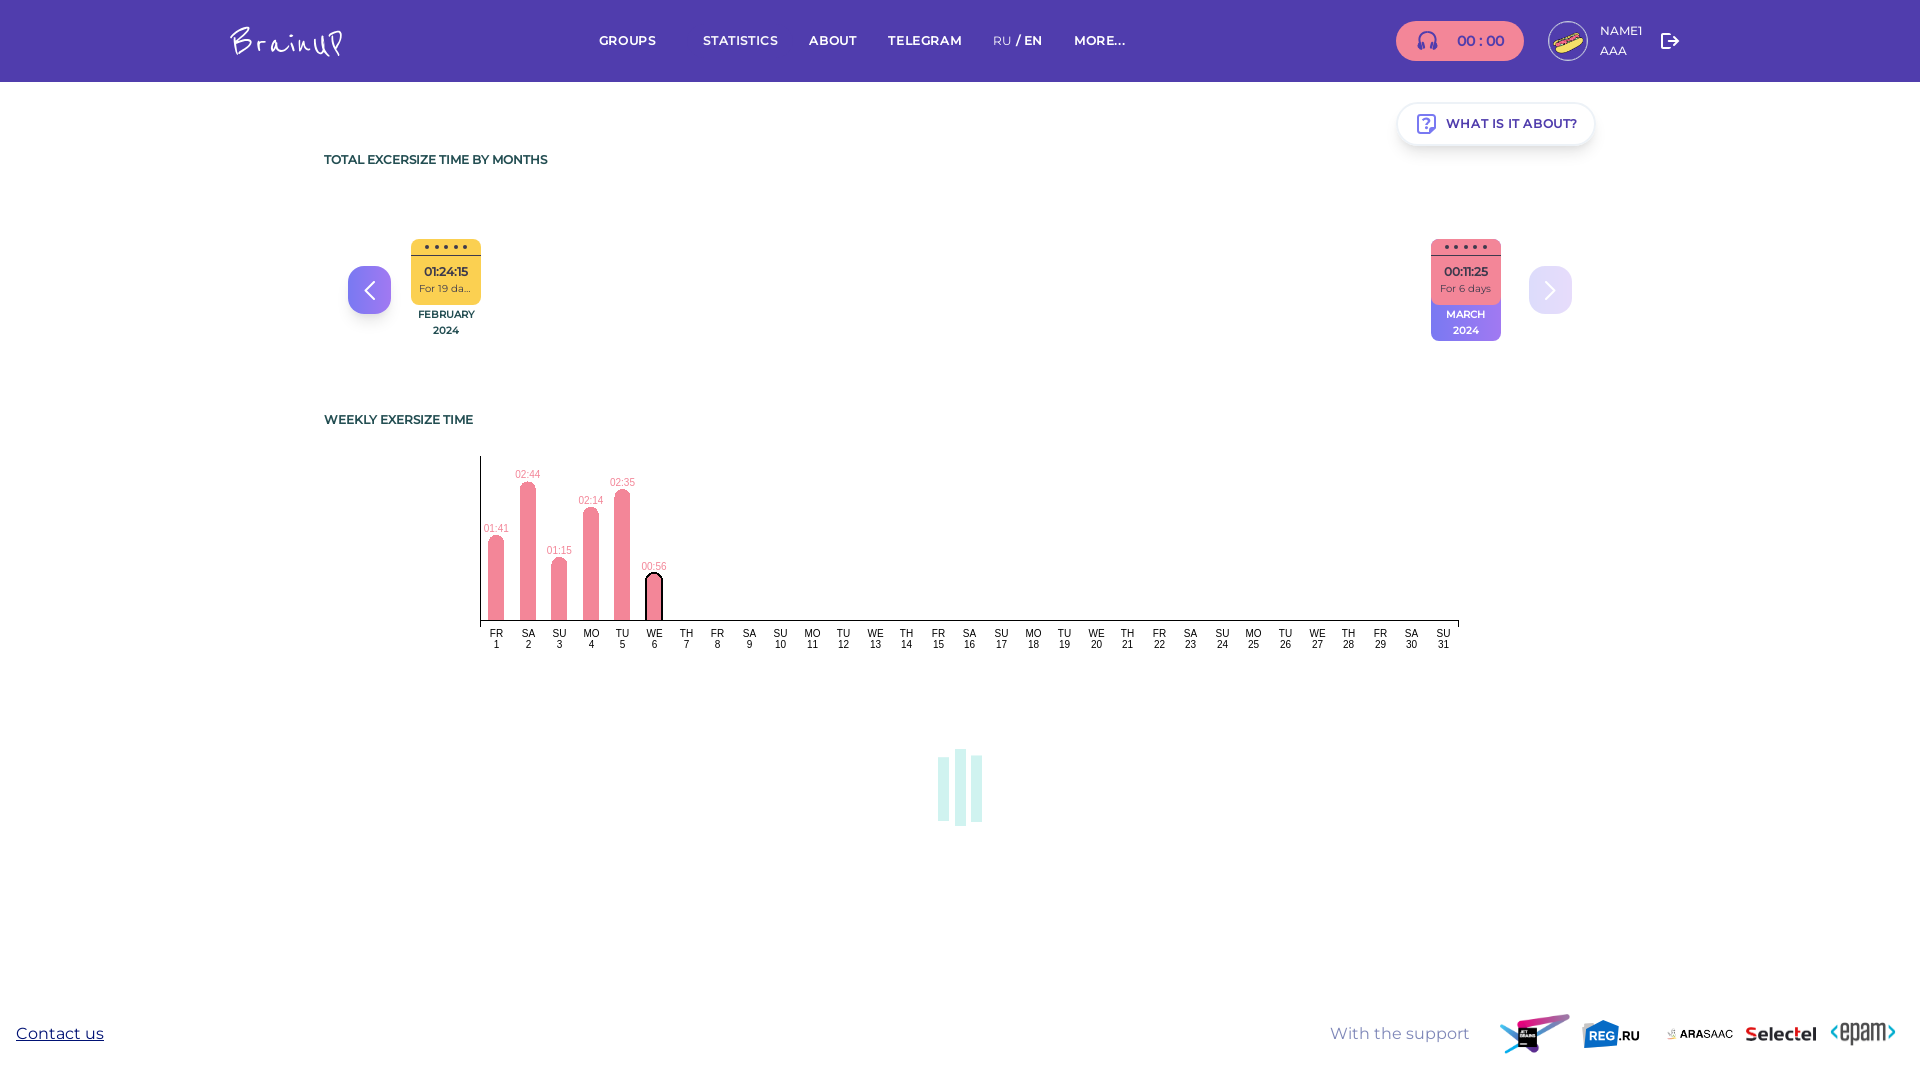 BrainUP
GROUPS
STATISTICS
ABOUT
TELEGRAM
RU / EN
MORE...
00 : 00
NAME1
AAA
WHAT IS IT ABOUT?
TOTAL EXCERSIZE TIME BY MONTHS
01:24:15
For 19 da...
FEBRUARY
2024
00:11:25
For 6 days
MARCH
2024
WEEKLY EXERSIZE TIME
01:41
02:44
01:15
02:14
02:35
00:56
FR SA SU MO TU WE TH FR SA SU MO TU WE TH FR SA SU MO TU WE TH FR SA SU MO TU WE TH FR SA SU
1 2 3 4 5 6 7 8 9 10 11 12 13 14 15 16 17 18 19 20 21 22 23 24 25 26 27 28 29 30 31
Contact us
With the support
JET
BRAINS
REG.RU
ARASAAC
Selectel
<epam>